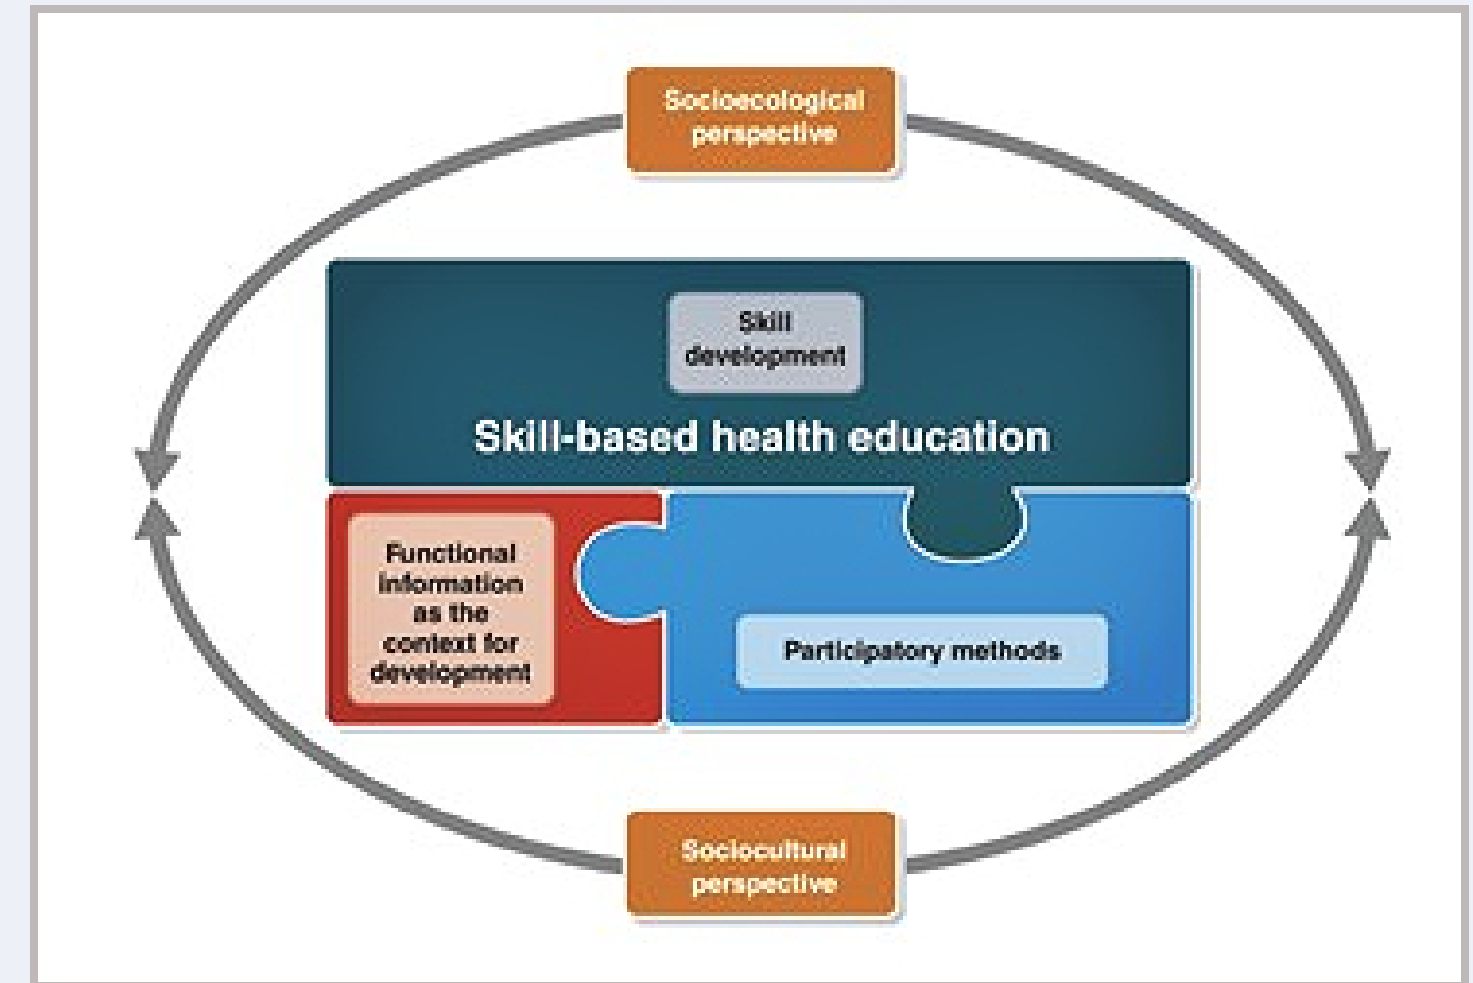 Socioecological
perspective
Skill
development
Skill-based health education
Functional
information
as the
context for
development
Participatory methods
Sociocultural
perspective